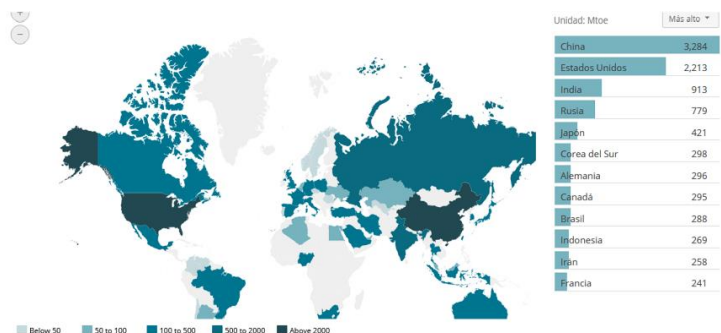 +
−
Unidad: Mtoe
Más alto
China 3,284
Estados Unidos 2,213
India 913
Rusia 779
Japón 421
Corea del Sur 298
Alemania 296
Canadá 295
Brasil 288
Indonesia 269
Irán 258
Francia 241
Below 50 50 to 100 100 to 500 500 to 2000 Above 2000